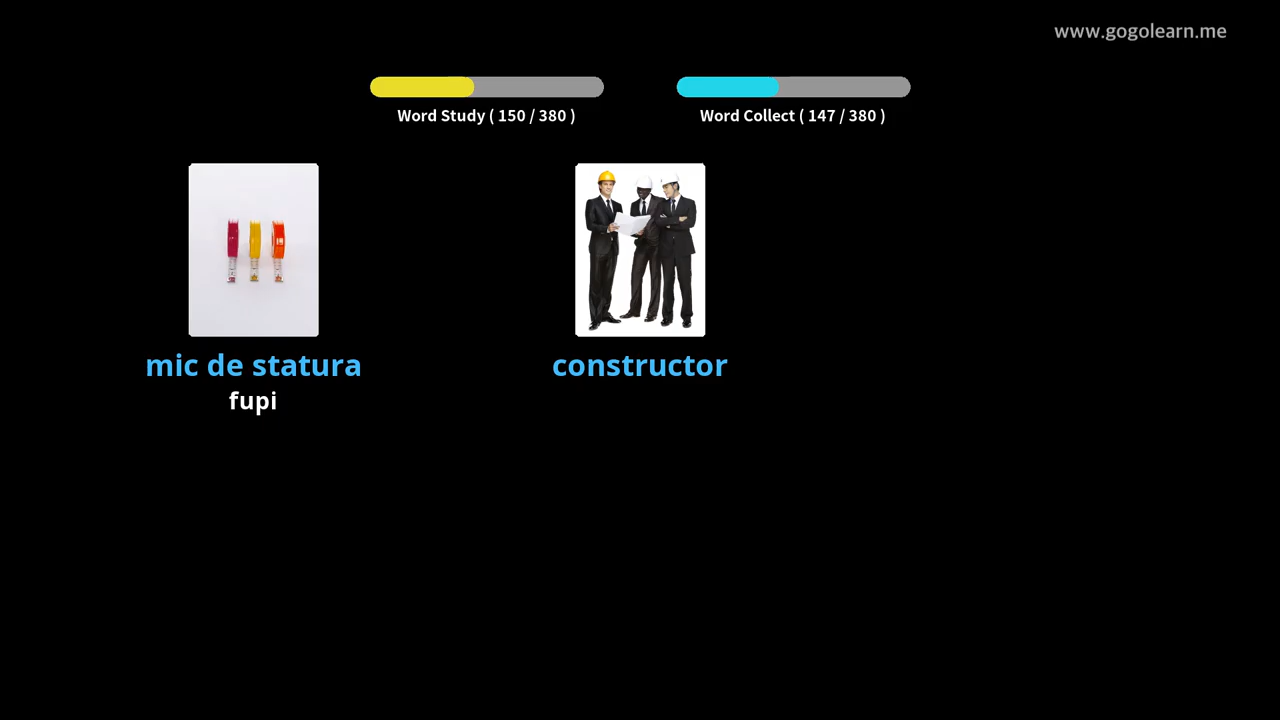 www.gogolearn.me
Word Study ( 150 / 380 )
Word Collect ( 147 / 380 )
mic de statura
fupi
constructor